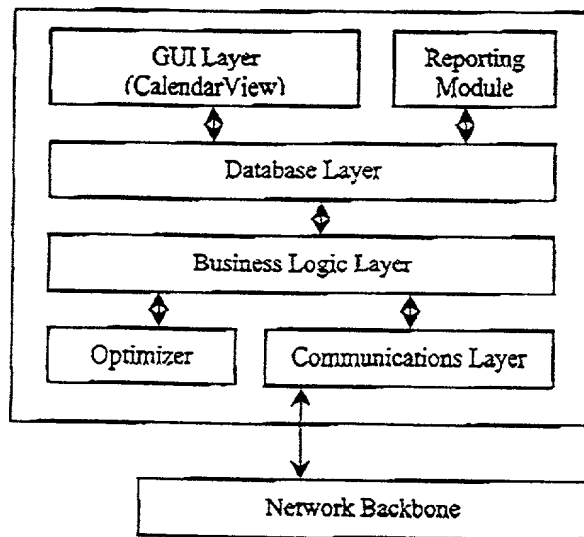 GUI Layer
(CalendarView)
Reporting
Module
Database Layer
Business Logic Layer
Optimizer
Communications Layer
Network Backbone